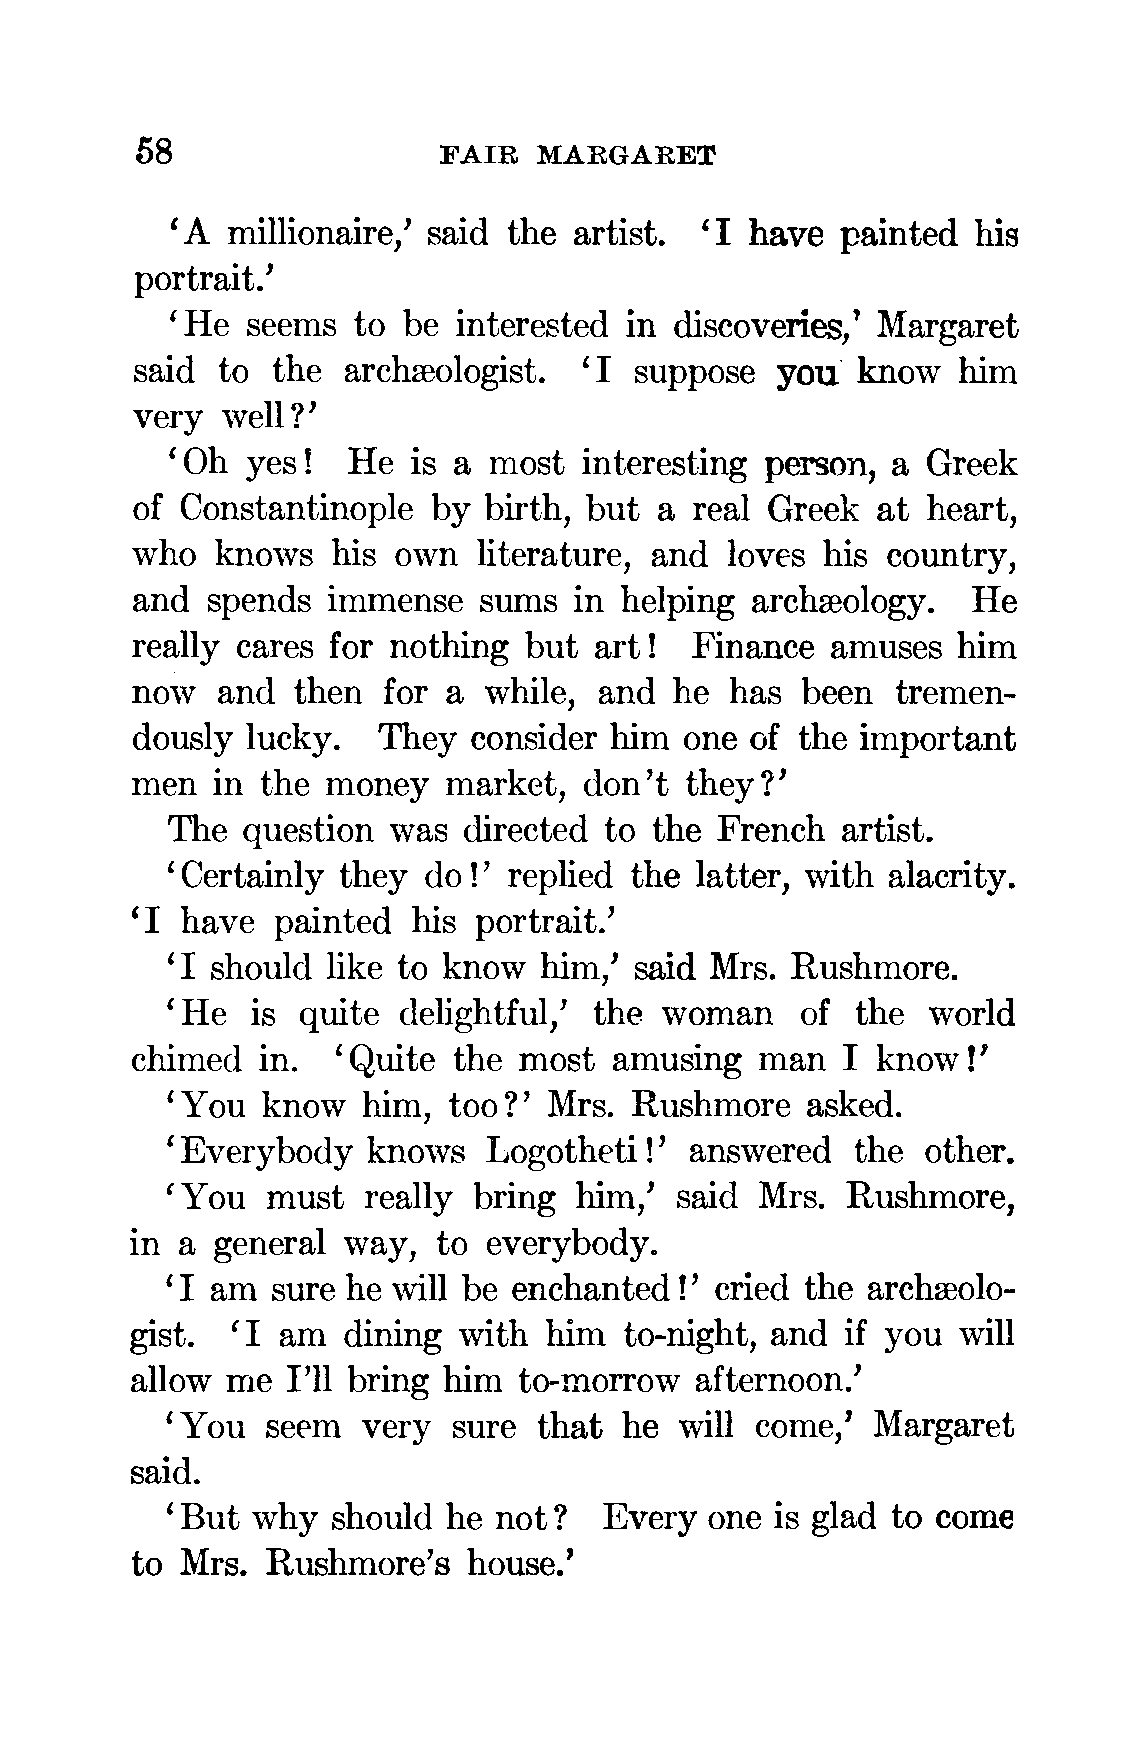 58 FAIR MARGARET
‘A millionaire,’ said the artist. ‘I have painted his
portrait.’
‘He seems to be interested in discoveries,’ Margaret
said to the archæologist. ‘I suppose you know him
very well?’
‘Oh yes! He is a most interesting person, a Greek
of Constantinople by birth, but a real Greek at heart,
who knows his own literature, and loves his country,
and spends immense sums in helping archæology. He
really cares for nothing but art! Finance amuses him
now and then for a while, and he has been tremen-
dously lucky. They consider him one of the important
men in the money market, don’t they?’
The question was directed to the French artist.
‘Certainly they do!’ replied the latter, with alacrity.
‘I have painted his portrait.’
‘I should like to know him,’ said Mrs. Rushmore.
‘He is quite delightful,’ the woman of the world
chimed in. ‘Quite the most amusing man I know!’
‘You know him, too?’ Mrs. Rushmore asked.
‘Everybody knows Logotheti!’ answered the other.
‘You must really bring him,’ said Mrs. Rushmore,
in a general way, to everybody.
‘I am sure he will be enchanted!’ cried the archæolo-
gist. ‘I am dining with him to-night, and if you will
allow me I’ll bring him to-morrow afternoon.’
‘You seem very sure that he will come,’ Margaret
said.
‘But why should he not? Every one is glad to come
to Mrs. Rushmore’s house.’